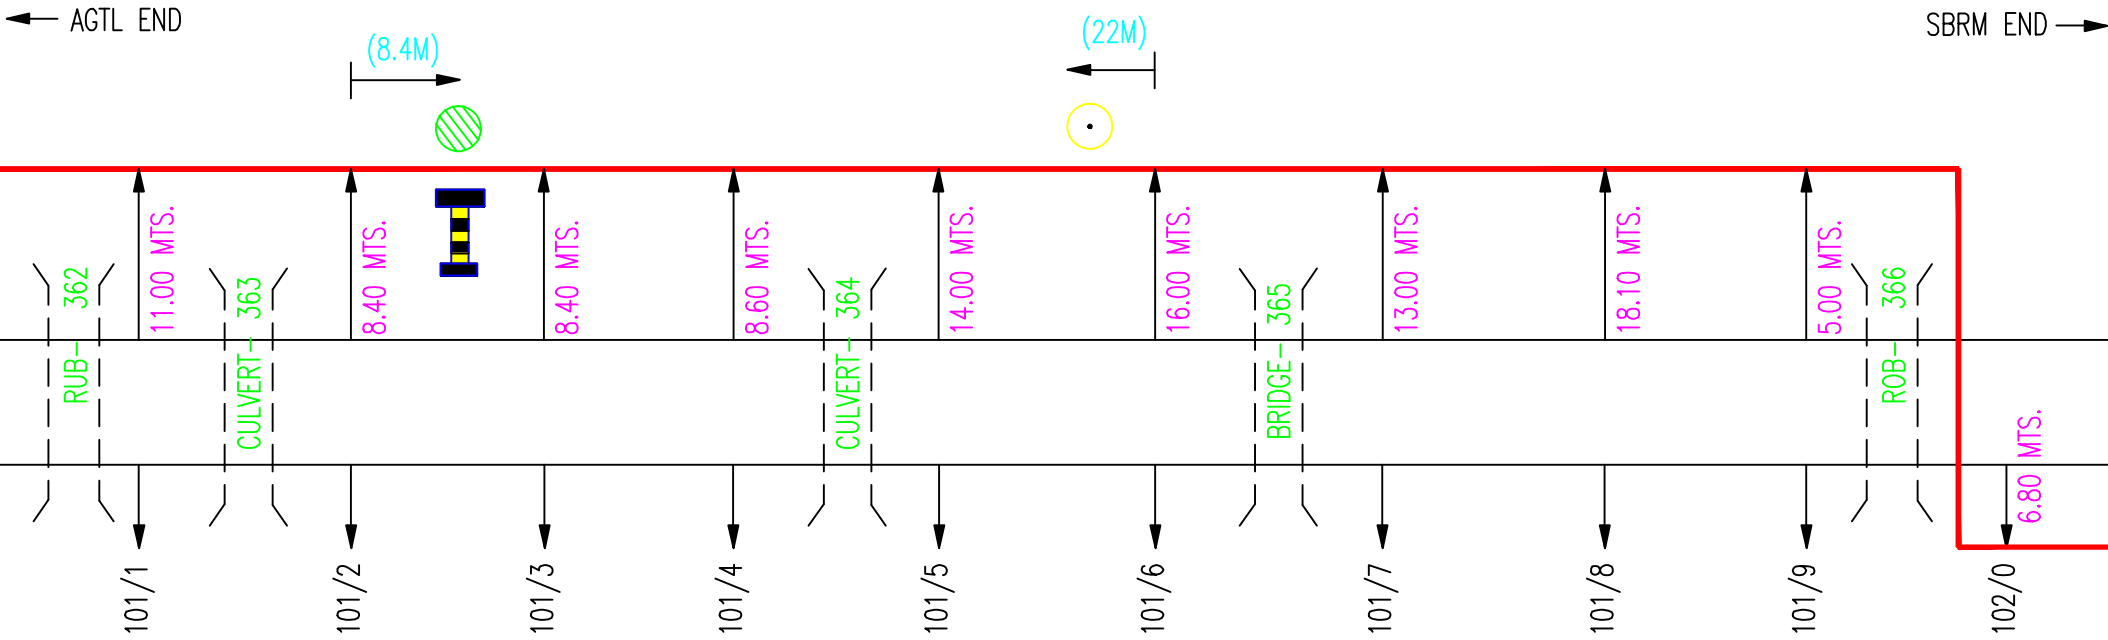 AGTL END
SBRM END
(8.4M)
(22M)
11.00 MTS.
8.40 MTS.
8.40 MTS.
8.60 MTS.
14.00 MTS.
16.00 MTS.
13.00 MTS.
18.10 MTS.
5.00 MTS.
6.80 MTS.
RUB- 362
CULVERT- 363
CULVERT- 364
BRIDGE- 365
ROB- 366
101/1
101/2
101/3
101/4
101/5
101/6
101/7
101/8
101/9
102/0